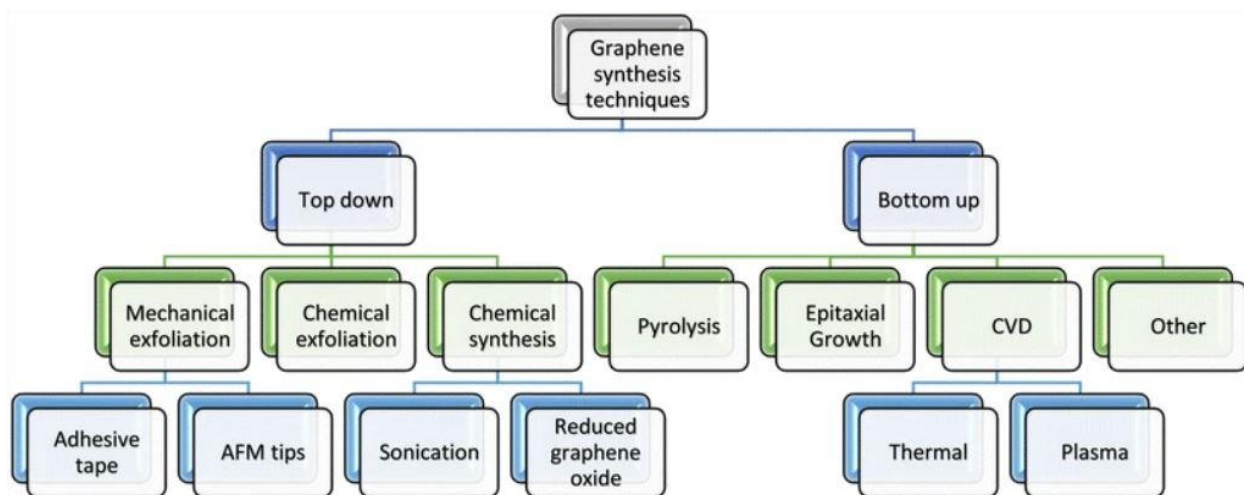 Graphene
synthesis
techniques
Top down
Bottom up
Mechanical
exfoliation
Chemical
exfoliation
Chemical
synthesis
Pyrolysis
Epitaxial
Growth
CVD
Other
Adhesive
tape
AFM tips
Sonication
Reduced
graphene
oxide
Thermal
Plasma